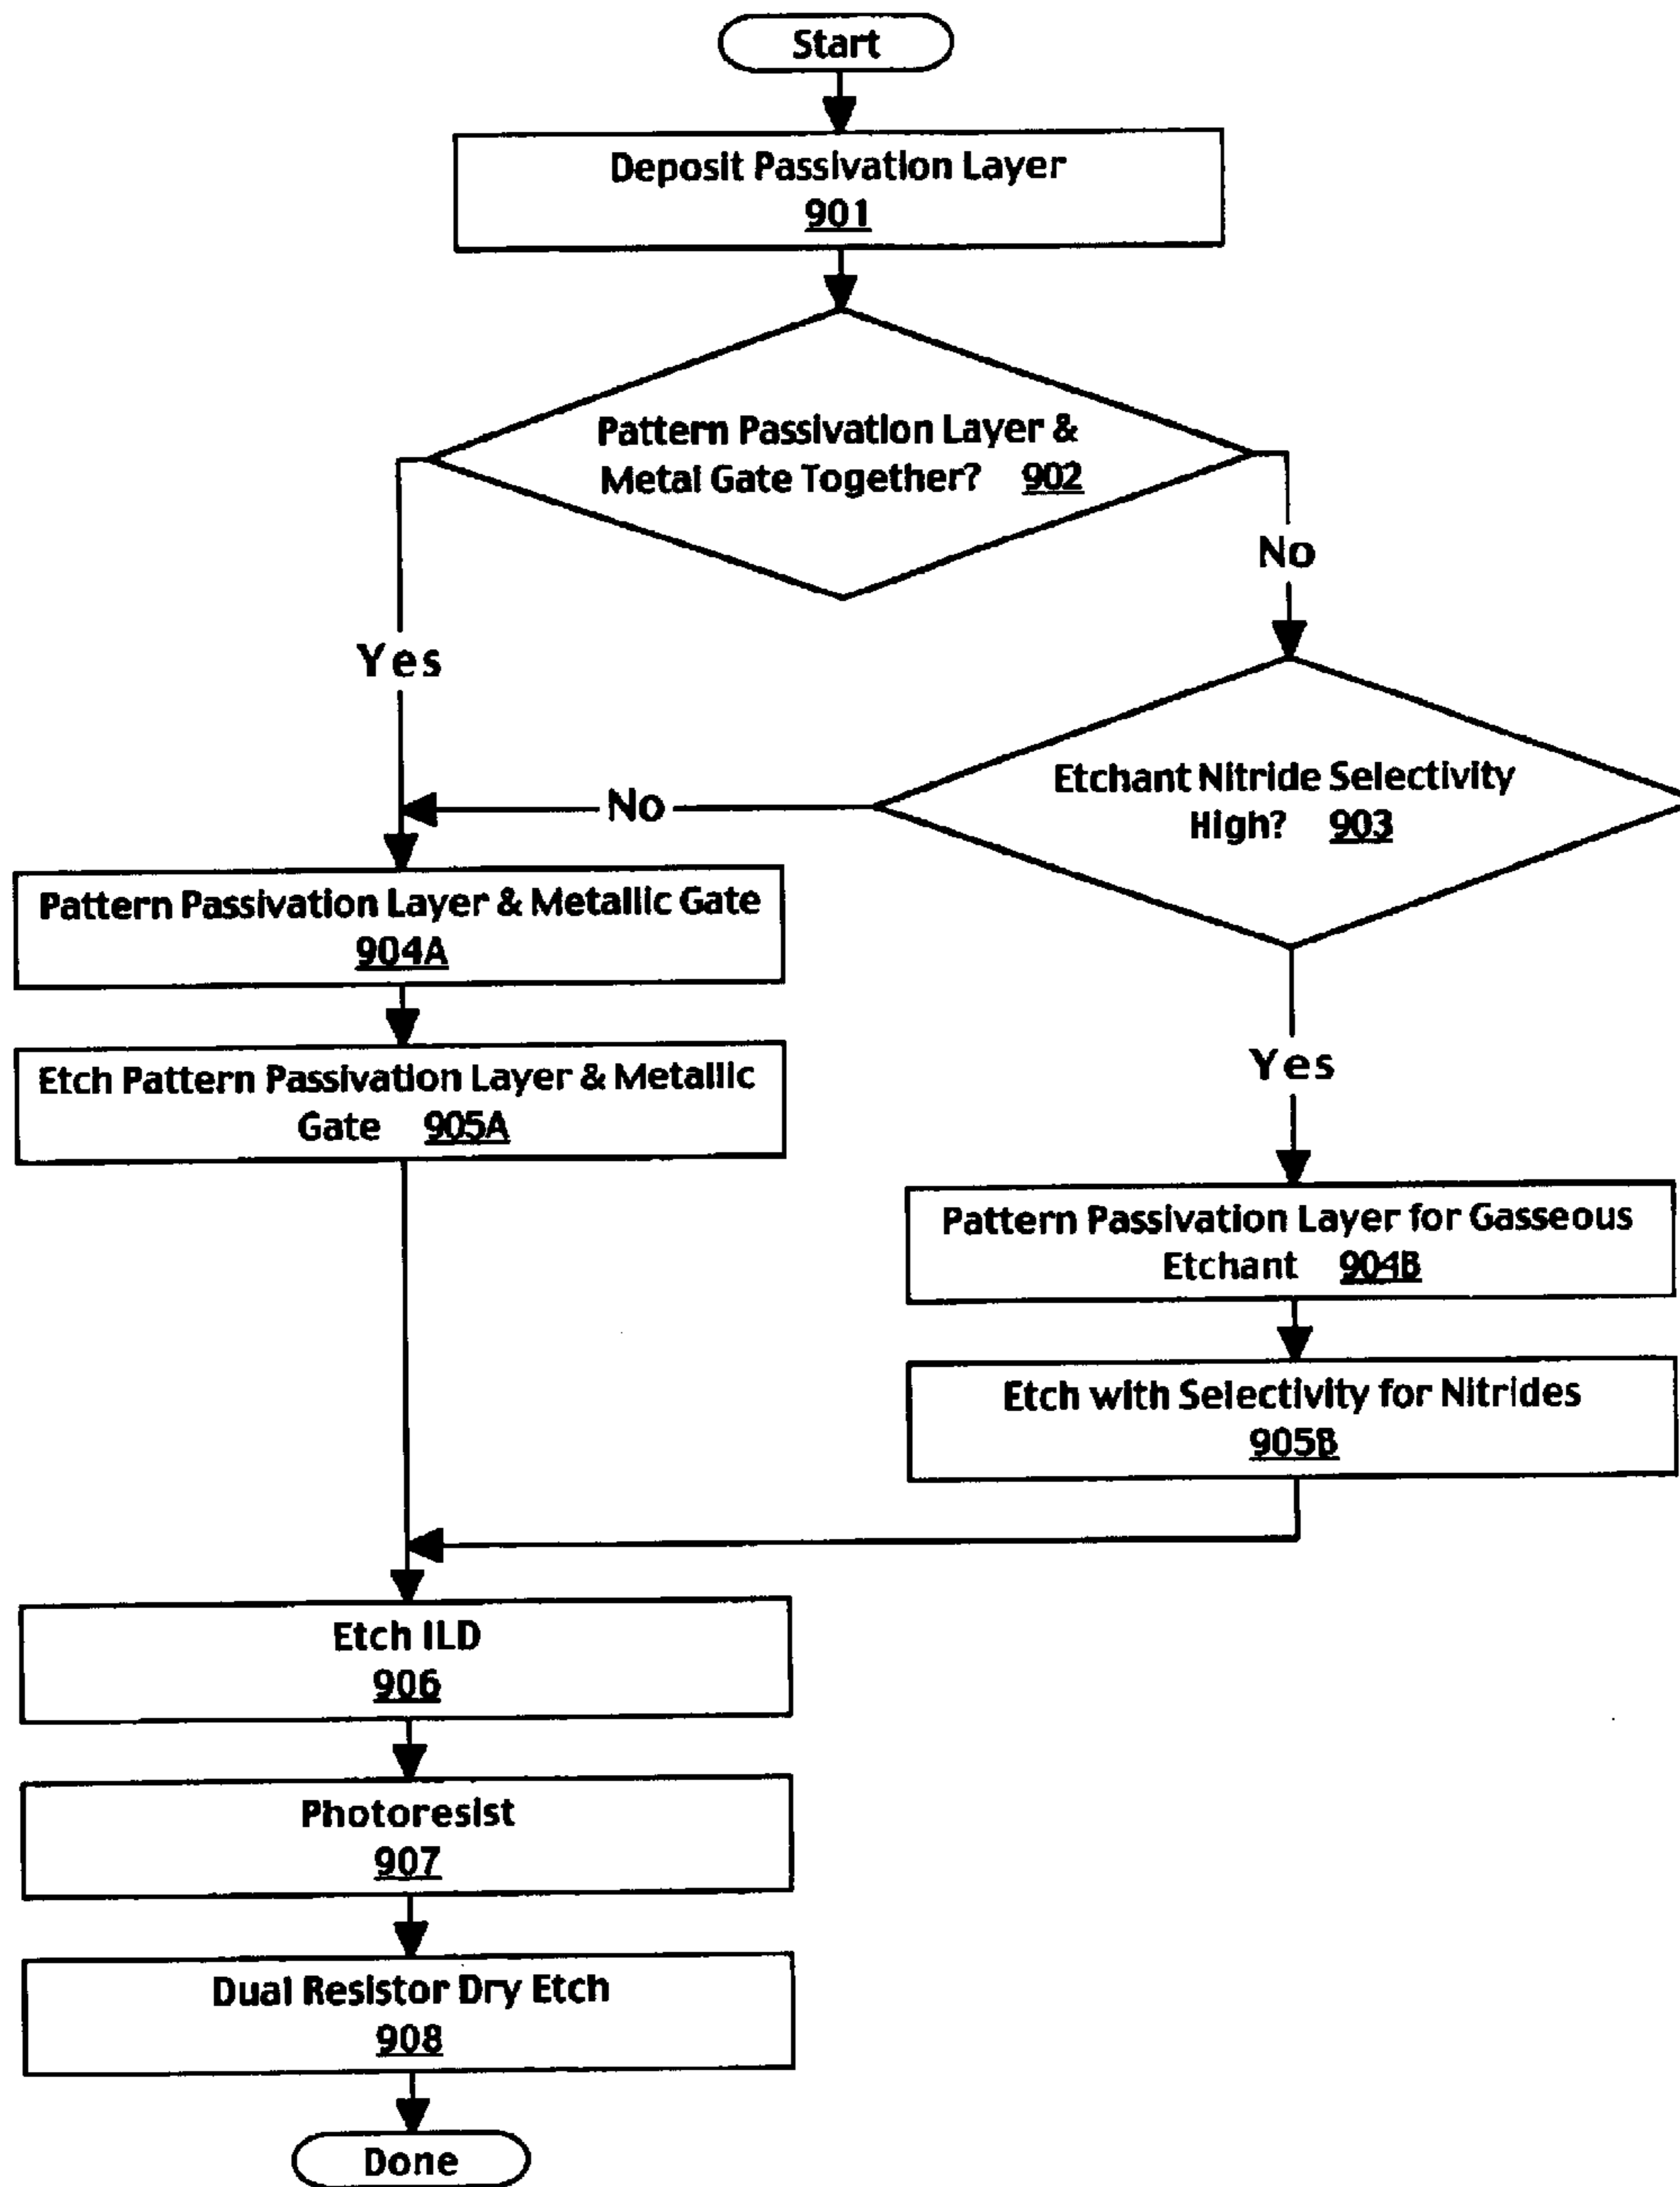 Start
Deposit Passivation Layer
901
Pattern Passivation Layer &
Metal Gate Together? 902
No
Yes
Etchant Nitride Selectivity
High? 903
No
Pattern Passivation Layer & Metallic Gate
904A
Etch Pattern Passivation Layer & Metallic
Gate 905A
Yes
Pattern Passivation Layer for Gasseous
Etchant 904B
Etch with Selectivity for Nitrides
905B
Etch ILD
906
Photoresist
907
Dual Resistor Dry Etch
908
Done